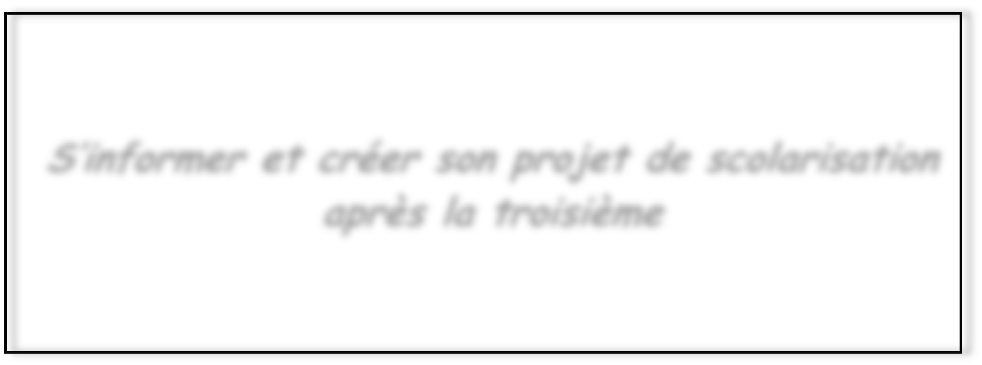 S'informer et créer son projet de scolarisation
après la troisième